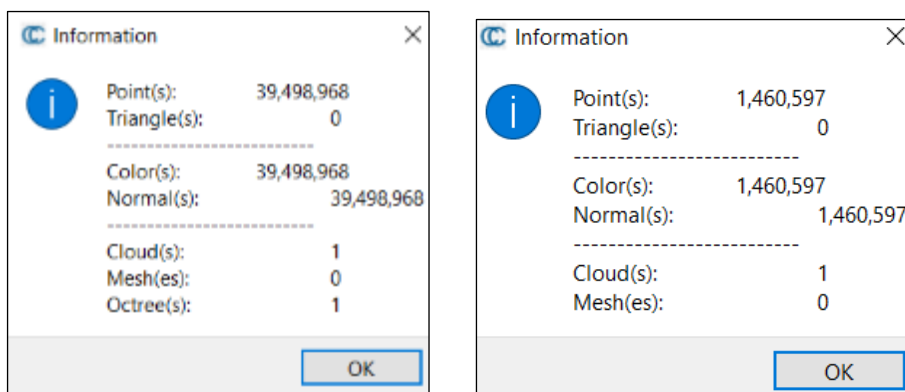 Information
Point(s): 39,498,968
Triangle(s): 0
----------------------------
Color(s): 39,498,968
Normal(s): 39,498,968
----------------------------
Cloud(s): 1
Mesh(es): 0
Octree(s): 1
OK
Information
Point(s): 1,460,597
Triangle(s): 0
----------------------------
Color(s): 1,460,597
Normal(s): 1,460,597
----------------------------
Cloud(s): 1
Mesh(es): 0
OK